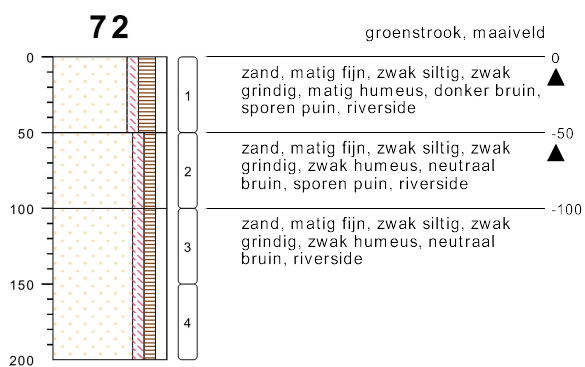 72
groenstrook, maaiveld
0
0
zand, matig fijn, zwak siltig, zwak
grindig, matig humeus, donker bruin,
sporen puin, riverside
1
50
-50
zand, matig fijn, zwak siltig, zwak
grindig, zwak humeus, neutraal
bruin, sporen puin, riverside
2
100
-100
zand, matig fijn, zwak siltig, zwak
grindig, zwak humeus, neutraal
bruin, riverside
3
150
4
200